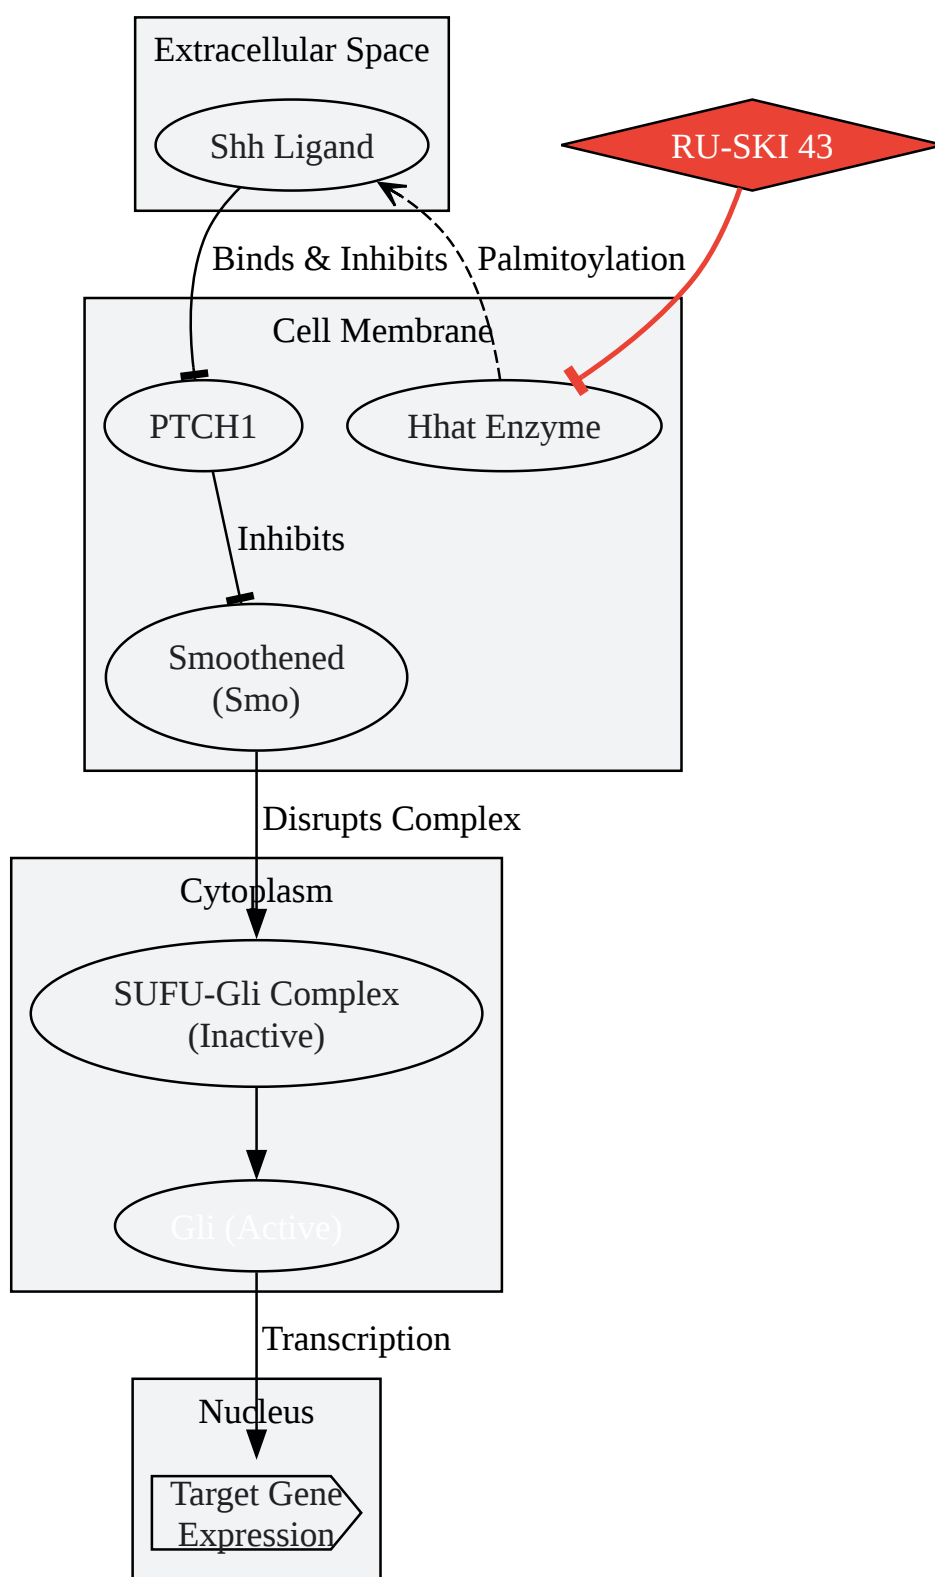 Extracellular Space
Shh Ligand
RU-SKI 43
Binds & Inhibits
Palmitoylation
Cell Membrane
PTCH1
Hhat Enzyme
Inhibits
Smoothened
(Smo)
Disrupts Complex
Cytoplasm
SUFU-Gli Complex
(Inactive)
Gli (Active)
Transcription
Nucleus
Target Gene
Expression